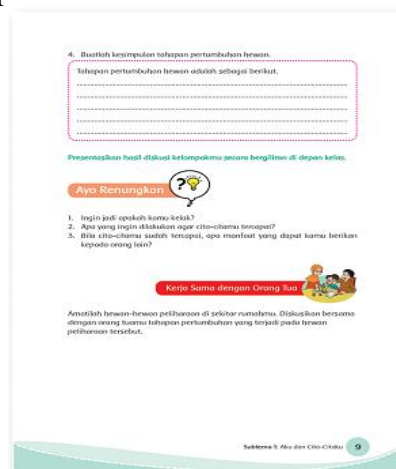 4. Buatlah kesimpulan tahapan pertumbuhan hewan.
Tahapan pertumbuhan hewan adalah sebagai berikut.
Presentasikan hasil diskusi kelompokmu secara bergiliran di depan kelas.
Ayo Renungkan
1. Ingin jadi apakah kamu kelak?
2. Apa yang ingin dilakukan agar cita-citamu tercapai?
3. Bila cita-citamu sudah tercapai, apa manfaat yang dapat kamu berikan
kepada orang lain?
Kerja Sama dengan Orang Tua
Amatilah hewan-hewan peliharaan di sekitar rumahmu. Diskusikan bersama
dengan orang tuamu tahapan pertumbuhan yang terjadi pada hewan
peliharaan tersebut.
Subtema 1: Aku dan Cita-Citaku 9